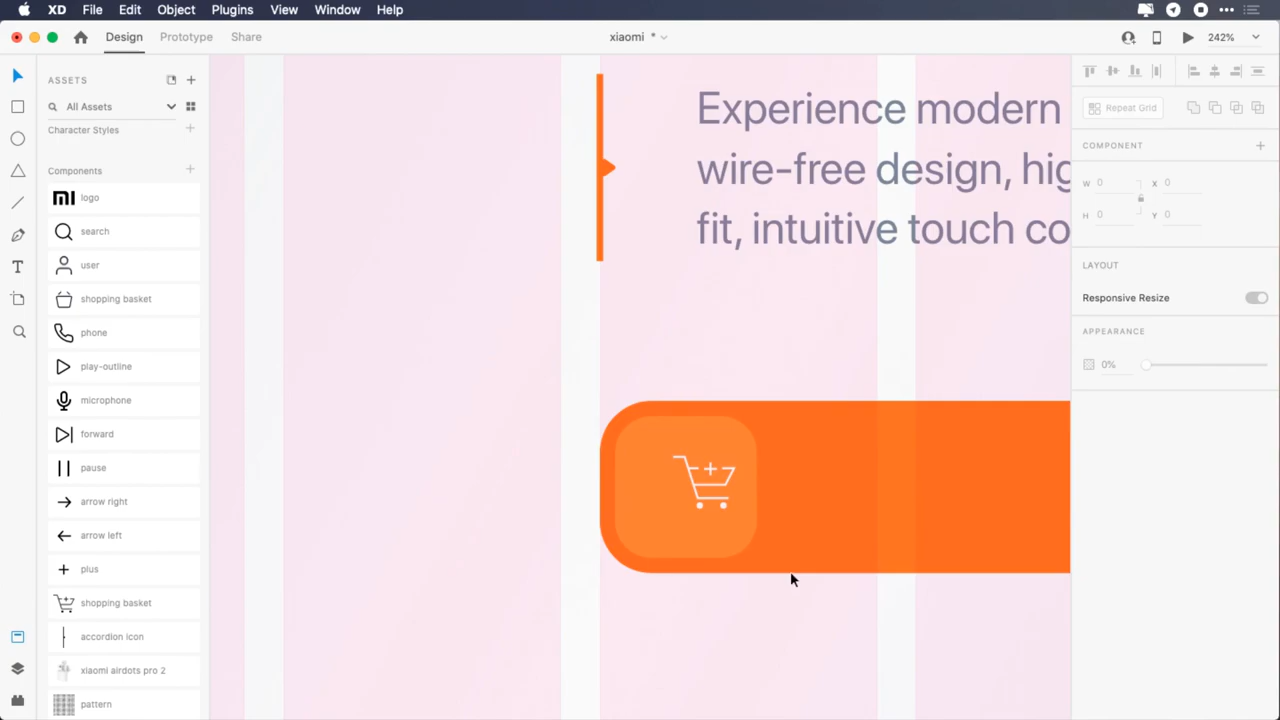 XD File Edit Object Plugins View Window Help
Design Prototype Share
xiaomi *
242%
ASSETS
All Assets
Character Styles
Components
logo
search
user
shopping basket
phone
play-outline
microphone
forward
pause
arrow right
arrow left
plus
shopping basket
accordion icon
xiaomi airdots pro 2
pattern
Experience modern
wire-free design, hig
fit, intuitive touch co
Repeat Grid
COMPONENT
W 0 X 0
H 0 Y 0
LAYOUT
Responsive Resize
APPEARANCE
0%